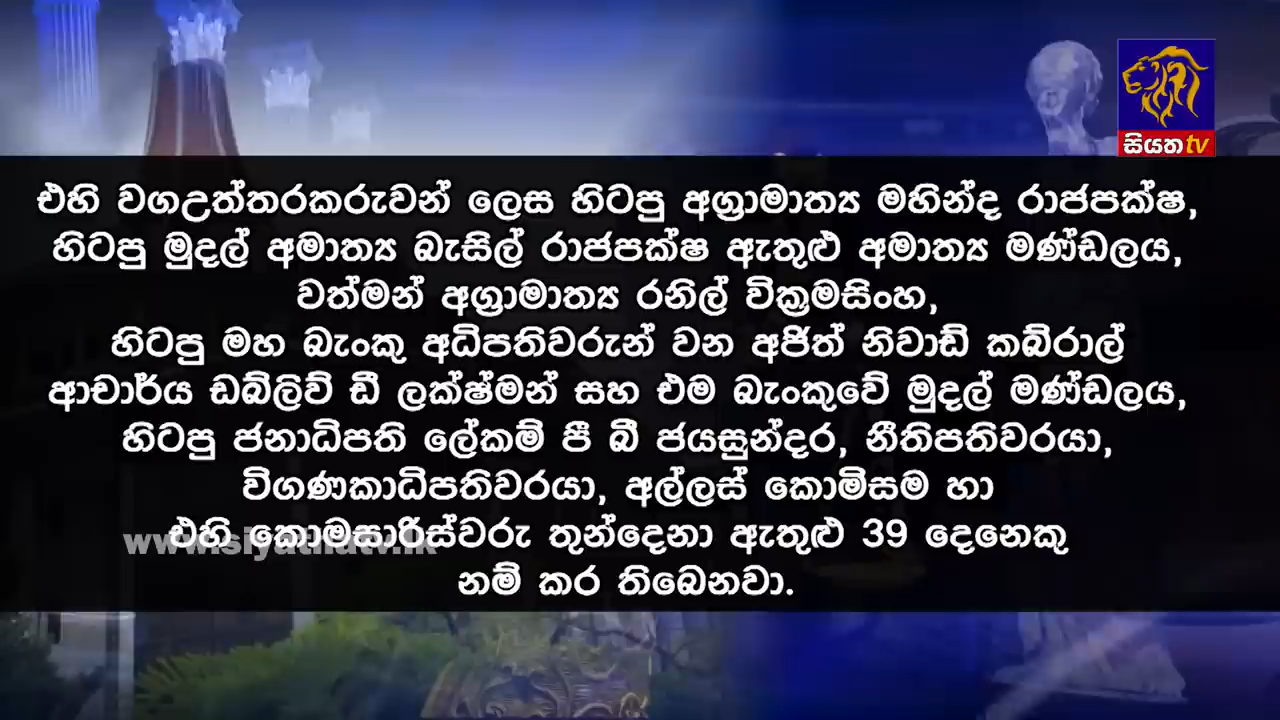 සියත tv
එහි වගඋත්තරකරුවන් ලෙස හිටපු අග්‍රාමාත්‍ය මහින්ද රාජපක්ෂ,
හිටපු මුදල් අමාත්‍ය බැසිල් රාජපක්ෂ ඇතුළු අමාත්‍ය මණ්ඩලය,
වත්මන් අග්‍රාමාත්‍ය රනිල් වික්‍රමසිංහ,
හිටපු මහ බැංකු අධිපතිවරුන් වන අජිත් නිවාඩ් කබ්රාල්
ආචාර්ය ඩබ්ලිව් ඩී ලක්ෂ්මන් සහ එම බැංකුවේ මුදල් මණ්ඩලය,
හිටපු ජනාධිපති ලේකම් පී බී ජයසුන්දර, නීතිපතිවරයා,
විගණකාධිපතිවරයා, අල්ලස් කොමිසම හා
එහි කොමසාරිස්වරු තුන්දෙනා ඇතුළු 39 දෙනෙකු
නම් කර තිබෙනවා.
www.siyathatv.lk